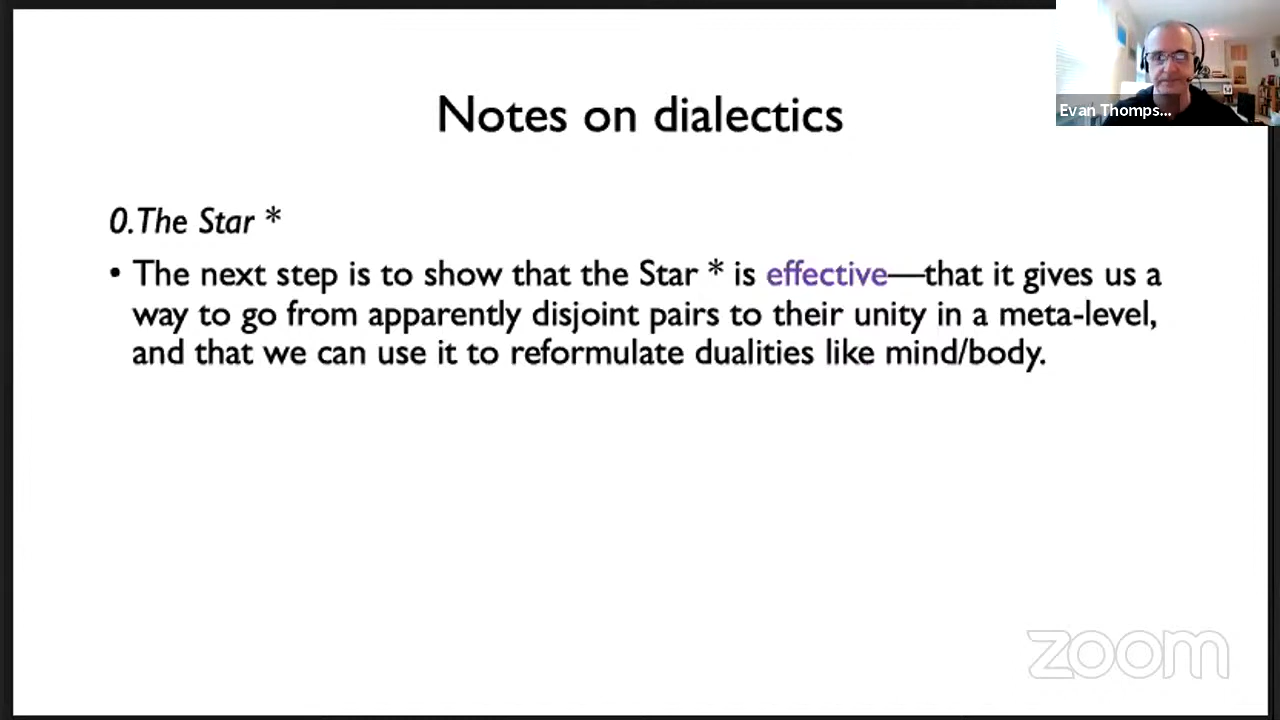 Notes on dialectics
Evan Thomps...
0. The Star *
• The next step is to show that the Star * is effective—that it gives us a
way to go from apparently disjoint pairs to their unity in a meta-level,
and that we can use it to reformulate dualities like mind/body.
zoom